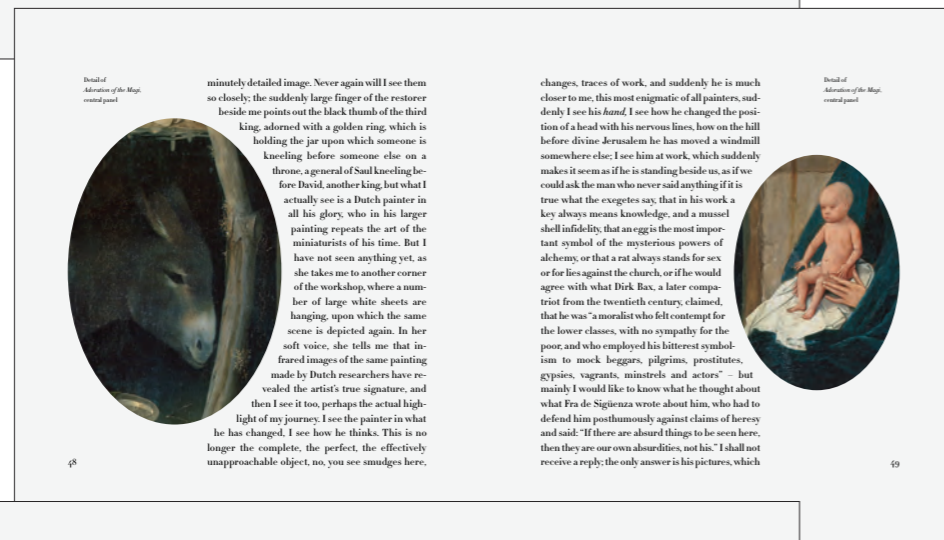 Detail of
Adoration of the Magi,
central panel
minutely detailed image. Never again will I see them
so closely; the suddenly large finger of the restorer
beside me points out the black thumb of the third
king, adorned with a golden ring, which is
holding the jar upon which someone is
kneeling before someone else on a
throne, a general of Saul kneeling be-
fore David, another king, but what I
actually see is a Dutch painter in
all his glory, who in his larger
painting repeats the art of the
miniaturists of his time. But I
have not seen anything yet, as
she takes me to another corner
of the workshop, where a num-
ber of large white sheets are
hanging, upon which the same
scene is depicted again. In her
soft voice, she tells me that in-
frared images of the same painting
made by Dutch researchers have re-
vealed the artist's true signature, and
then I see it too, perhaps the actual high-
light of my journey. I see the painter in what
he has changed, I see how he thinks. This is no
longer the complete, the perfect, the effectively
unapproachable object, no, you see smudges here,
48
changes, traces of work, and suddenly he is much
closer to me, this most enigmatic of all painters, sud-
denly I see his hand, I see how he changed the posi-
tion of a head with his nervous lines, how on the hill
before divine Jerusalem he has moved a windmill
somewhere else; I see him at work, which suddenly
makes it seem as if he is standing beside us, as if we
could ask the man who never said anything if it is
true what the exegetes say, that in his work a
key always means knowledge, and a mussel
shell infidelity, that an egg is the most impor-
tant symbol of the mysterious powers of
alchemy, or that a rat always stands for sex
or for lies against the church, or if he would
agree with what Dirk Bax, a later compa-
triot from the twentieth century, claimed,
that he was “a moralist who felt contempt for
the lower classes, with no sympathy for the
poor, and who employed his bitterest symbol-
ism to mock beggars, pilgrims, prostitutes,
gypsies, vagrants, minstrels and actors” – but
mainly I would like to know what he thought about
what Fra de Sigüenza wrote about him, who had to
defend him posthumously against claims of heresy
and said: “If there are absurd things to be seen here,
then they are our own absurdities, not his.” I shall not
receive a reply; the only answer is his pictures, which
Detail of
Adoration of the Magi,
central panel
49